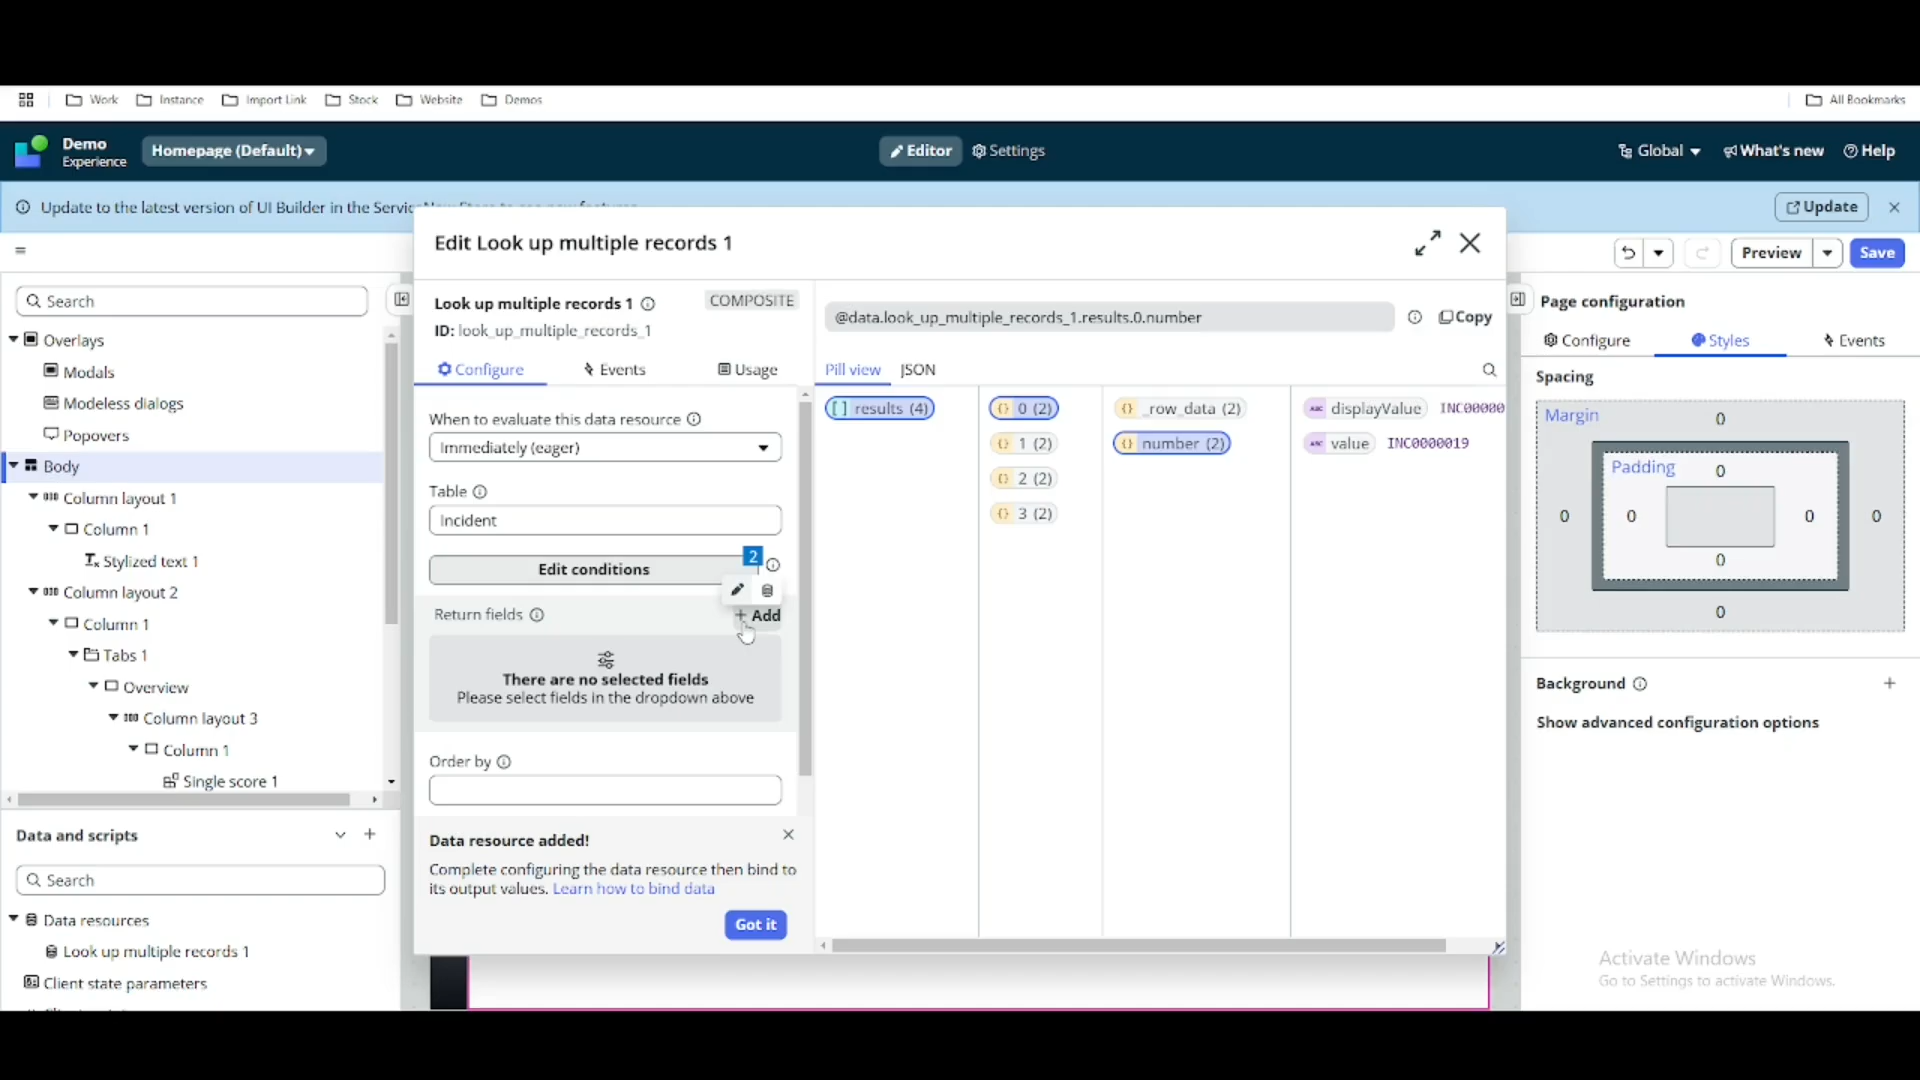 Work
Instance
Import Link
Stock
Website
Demos
All Bookmarks
Demo
Experience
Homepage (Default)
Editor
Settings
Global
What's new
Help
Update to the latest version of UI Builder in the
Update
Preview
Save
Search
Overlays
Modals
Modeless dialogs
Popovers
Body
Column layout 1
Column 1
Stylized text 1
Column layout 2
Column 1
Tabs 1
Overview
Column layout 3
Column 1
Single score 1
Data and scripts
Search
Data resources
Look up multiple records 1
Client state parameters
Edit Look up multiple records 1
Look up multiple records 1
COMPOSITE
ID: look_up_multiple_records_1
Configure
Events
Usage
When to evaluate this data resource
Immediately (eager)
Table
Incident
2
Edit conditions
Return fields
+ Add
There are no selected fields
Please select fields in the dropdown above
Order by
Data resource added!
Complete configuring the data resource then bind to
its output values. Learn how to bind data
Got it
@data.look_up_multiple_records_1.results.0.number
Copy
Pill view
JSON
[ ] results (4)
{} 0 (2)
{} 1 (2)
{} 2 (2)
{} 3 (2)
{} _row_data (2)
{} number (2)
ABC displayValue INC00000
ABC value INC0000019
Page configuration
Configure
Styles
Events
Spacing
Margin
0
Padding
0
0
0
0
0
0
0
Background
Show advanced configuration options
Activate Windows
Go to Settings to activate Windows.